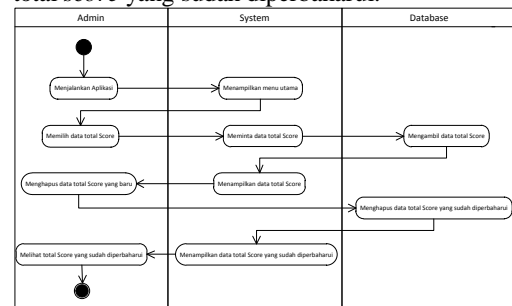 total score yang sudah diperbaharui.
Admin
System
Database
Menjalankan Aplikasi
Menampilkan menu utama
Memilih data total Score
Meminta data total Score
Mengambil data total Score
Menghapus data total Score yang baru
Menampilkan data total Score
Menghapus data total Score yang sudah diperbaharui
Melihat total Score yang sudah diperbaharui
Menampilkan data total Score yang sudah diperbaharui